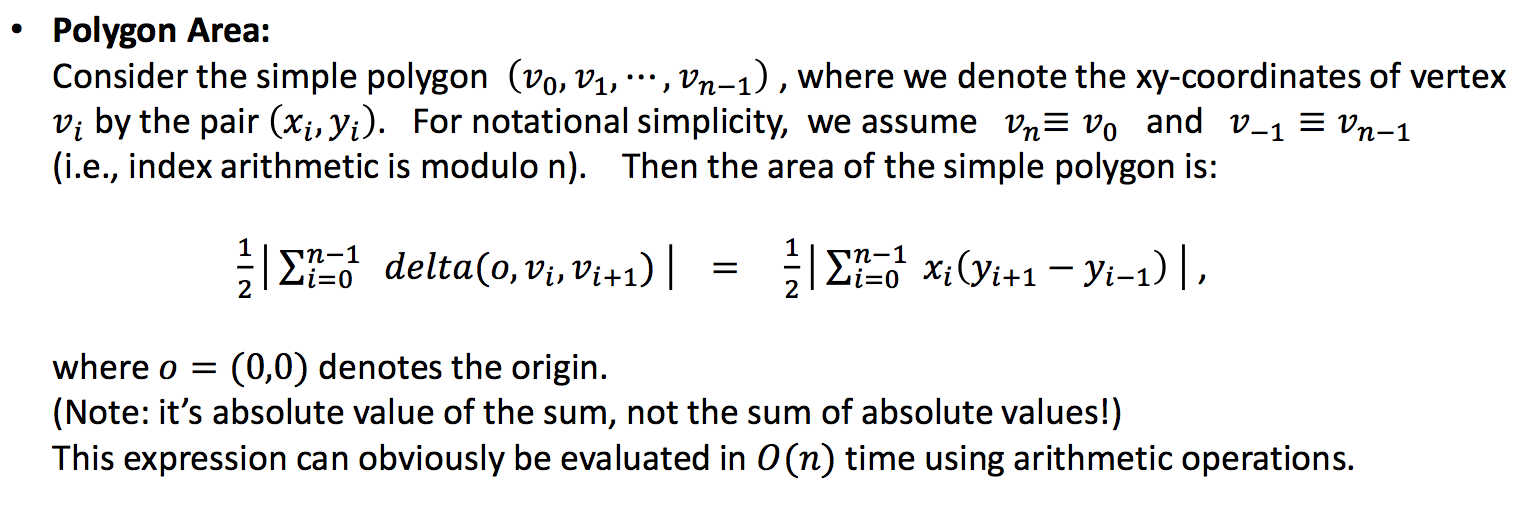 • Polygon Area:
Consider the simple polygon (v₀, v₁, ⋯ , vₙ₋₁) , where we denote the xy-coordinates of vertex
vᵢ by the pair (xᵢ, yᵢ). For notational simplicity, we assume vₙ≡ v₀ and v₋₁ ≡ vₙ₋₁
(i.e., index arithmetic is modulo n). Then the area of the simple polygon is:
½| ∑ᵢ₌₀ⁿ⁻¹ delta(o, vᵢ, vᵢ₊₁) | = ½| ∑ᵢ₌₀ⁿ⁻¹ xᵢ(yᵢ₊₁ − yᵢ₋₁) | ,
where o = (0,0) denotes the origin.
(Note: it’s absolute value of the sum, not the sum of absolute values!)
This expression can obviously be evaluated in O(n) time using arithmetic operations.